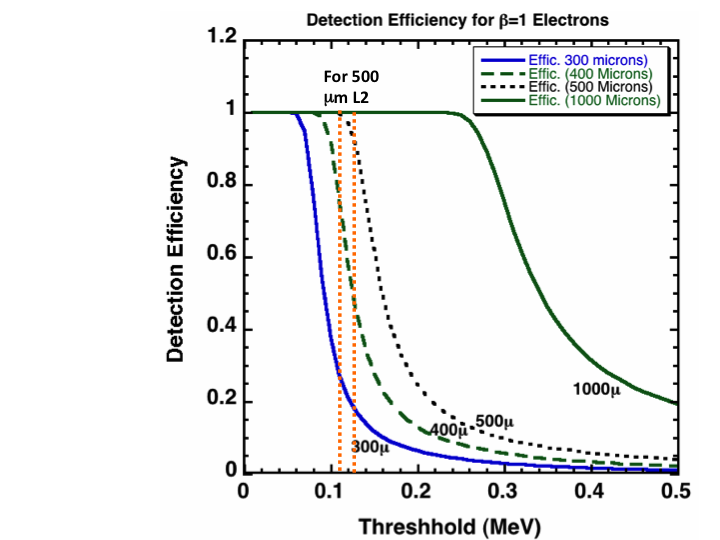 Detection Efficiency for β=1 Electrons
1.2
1
0.8
0.6
0.4
0.2
0
Detection Efficiency
For 500
μm L2
Effic. 300 microns)
Effic. (400 Microns)
Effic. (500 Microns)
Effic. (1000 Microns)
1000μ
500μ
400μ
300μ
0
0.1
0.2
0.3
0.4
0.5
Threshhold (MeV)